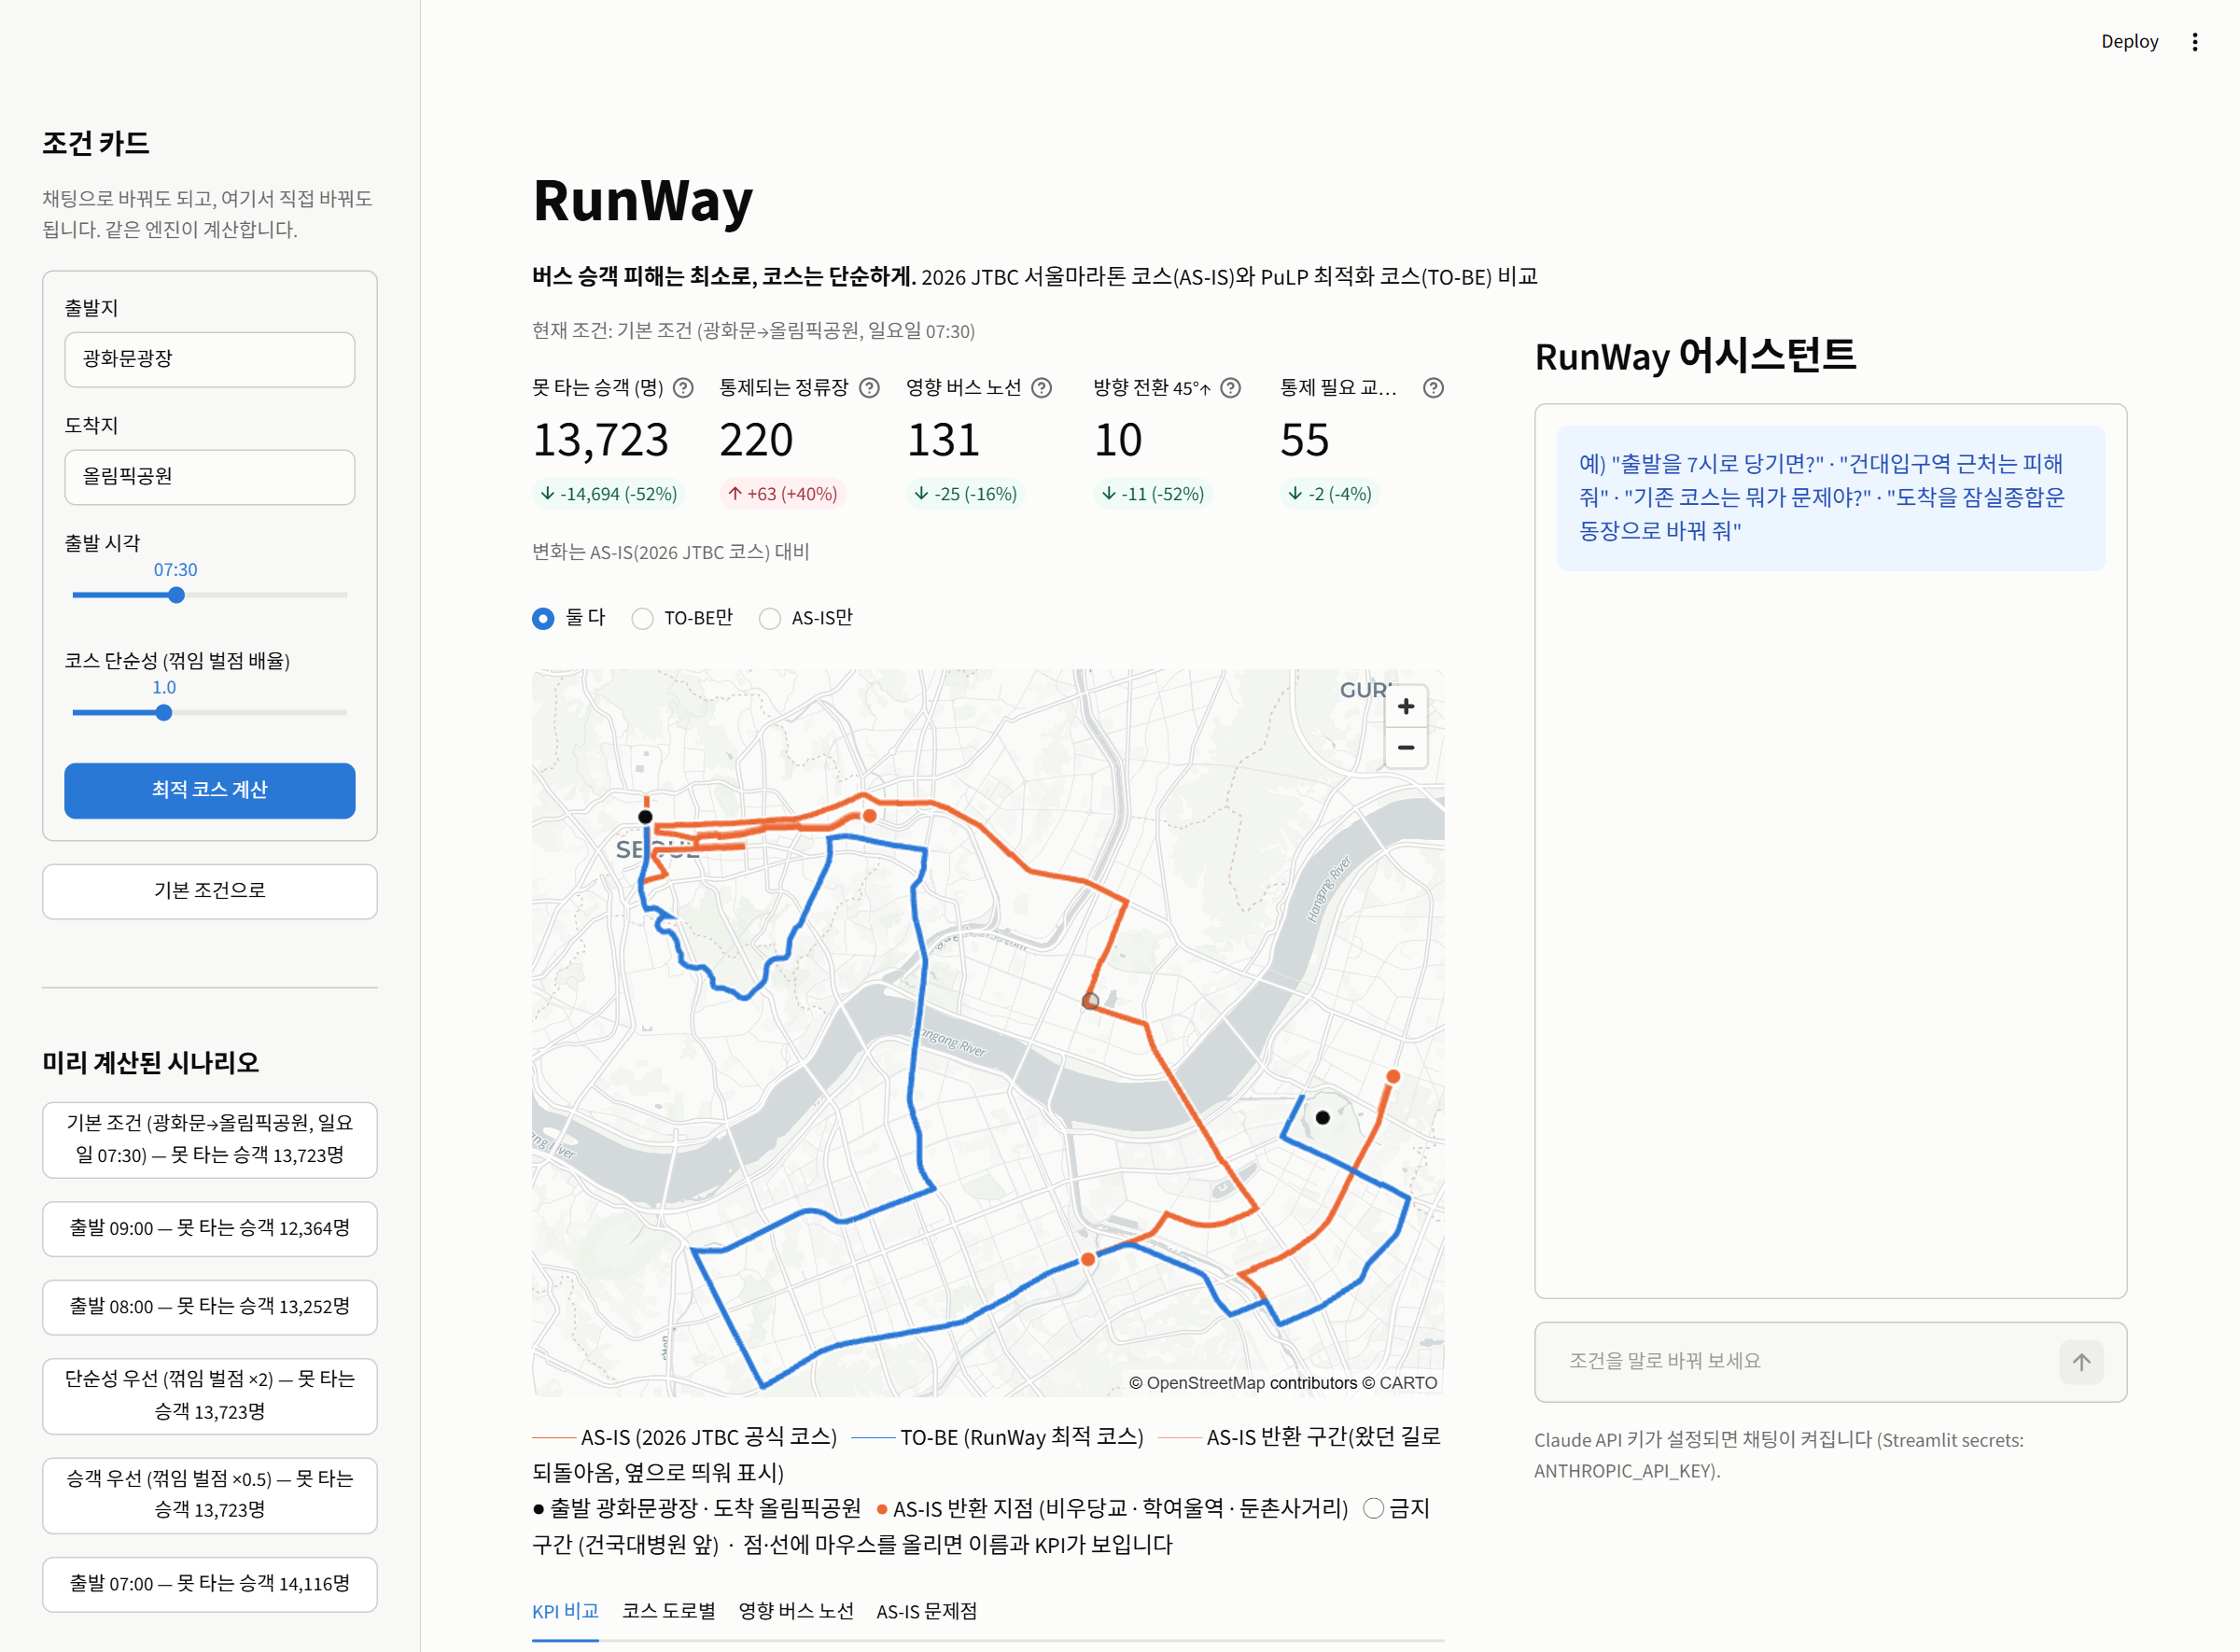 Deploy
조건 카드
채팅으로 바꿔도 되고, 여기서 직접 바꿔도
됩니다. 같은 엔진이 계산합니다.
출발지
광화문광장
도착지
올림픽공원
출발 시각
07:30
코스 단순성 (꺾임 벌점 배율)
1.0
최적 코스 계산
기본 조건으로
미리 계산된 시나리오
기본 조건 (광화문→올림픽공원, 일요
일 07:30) — 못 타는 승객 13,723명
출발 09:00 — 못 타는 승객 12,364명
출발 08:00 — 못 타는 승객 13,252명
단순성 우선 (꺾임 벌점 ×2) — 못 타는
승객 13,723명
승객 우선 (꺾임 벌점 ×0.5) — 못 타는
승객 13,723명
출발 07:00 — 못 타는 승객 14,116명
RunWay
버스 승객 피해는 최소로, 코스는 단순하게. 2026 JTBC 서울마라톤 코스(AS-IS)와 PuLP 최적화 코스(TO-BE) 비교
현재 조건: 기본 조건 (광화문→올림픽공원, 일요일 07:30)
못 타는 승객 (명) 통제되는 정류장 영향 버스 노선 방향 전환 45°↑ 통제 필요 교…
13,723 220 131 10 55
↓ -14,694 (-52%) ↑ +63 (+40%) ↓ -25 (-16%) ↓ -11 (-52%) ↓ -2 (-4%)
변화는 AS-IS(2026 JTBC 코스) 대비
둘 다 TO-BE만 AS-IS만
SEOUL
Hangang River
© OpenStreetMap contributors © CARTO
AS-IS (2026 JTBC 공식 코스) TO-BE (RunWay 최적 코스) AS-IS 반환 구간(왔던 길로
되돌아옴, 옆으로 띄워 표시)
● 출발 광화문광장 · 도착 올림픽공원 ● AS-IS 반환 지점 (비우당교 · 학여울역 · 둔촌사거리) ◯ 금지
구간 (건국대병원 앞) · 점·선에 마우스를 올리면 이름과 KPI가 보입니다
KPI 비교 코스 도로별 영향 버스 노선 AS-IS 문제점
RunWay 어시스턴트
예) "출발을 7시로 당기면?" · "건대입구역 근처는 피해
줘" · "기존 코스는 뭐가 문제야?" · "도착을 잠실종합운
동장으로 바꿔 줘"
조건을 말로 바꿔 보세요
Claude API 키가 설정되면 채팅이 켜집니다 (Streamlit secrets:
ANTHROPIC_API_KEY).